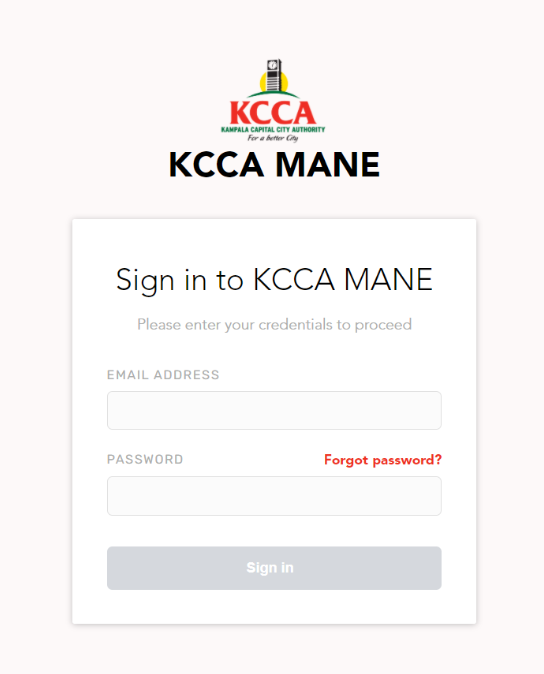 KCCA
KAMPALA CAPITAL CITY AUTHORITY
For a better City
KCCA MANE
Sign in to KCCA MANE
Please enter your credentials to proceed
EMAIL ADDRESS
PASSWORD Forgot password?
Sign in